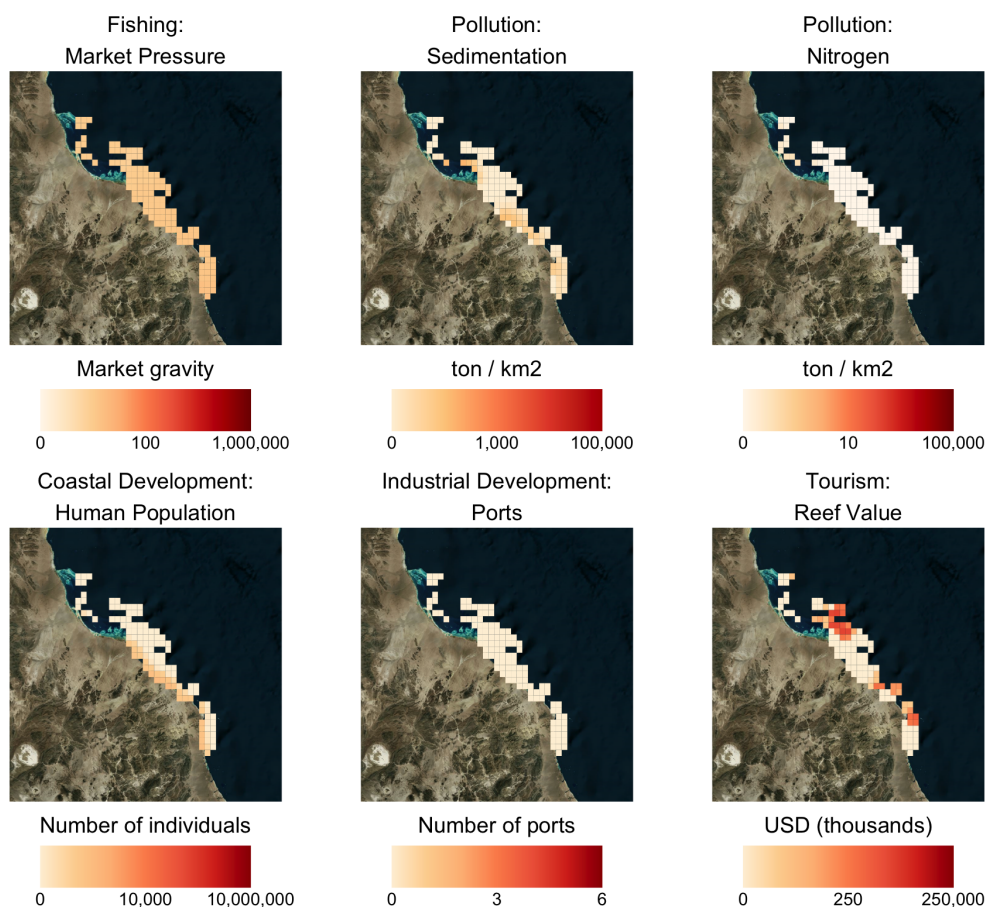 Fishing:
Market Pressure
Pollution:
Sedimentation
Pollution:
Nitrogen
Market gravity
0 100 1,000,000
ton / km2
0 1,000 100,000
ton / km2
0 10 100,000
Coastal Development:
Human Population
Industrial Development:
Ports
Tourism:
Reef Value
Number of individuals
0 10,000 10,000,000
Number of ports
0 3 6
USD (thousands)
0 250 250,000